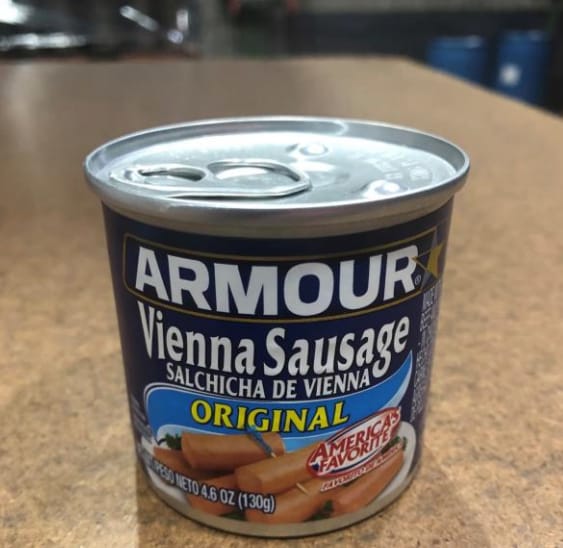 ARMOUR®
Vienna Sausage
SALCHICHA DE VIENNA
ORIGINAL
AMERICA'S
FAVORITE
PESO NETO 4.6 OZ (130g)